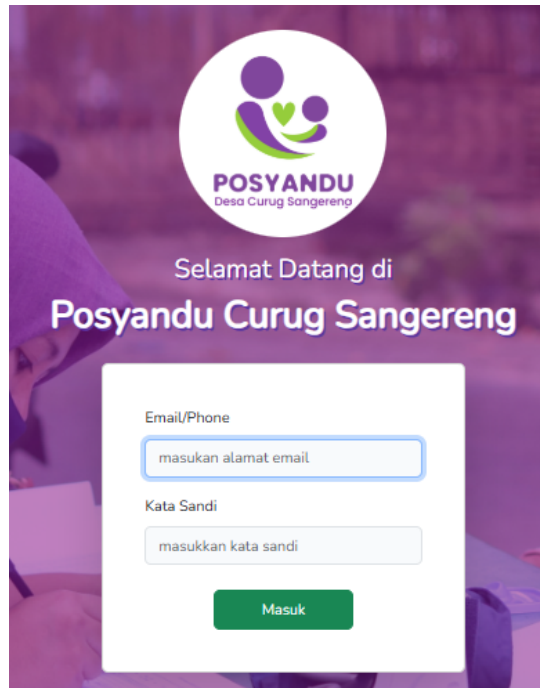 POSYANDU
Desa Curug Sangereng
Selamat Datang di
Posyandu Curug Sangereng
Email/Phone
masukan alamat email
Kata Sandi
masukkan kata sandi
Masuk